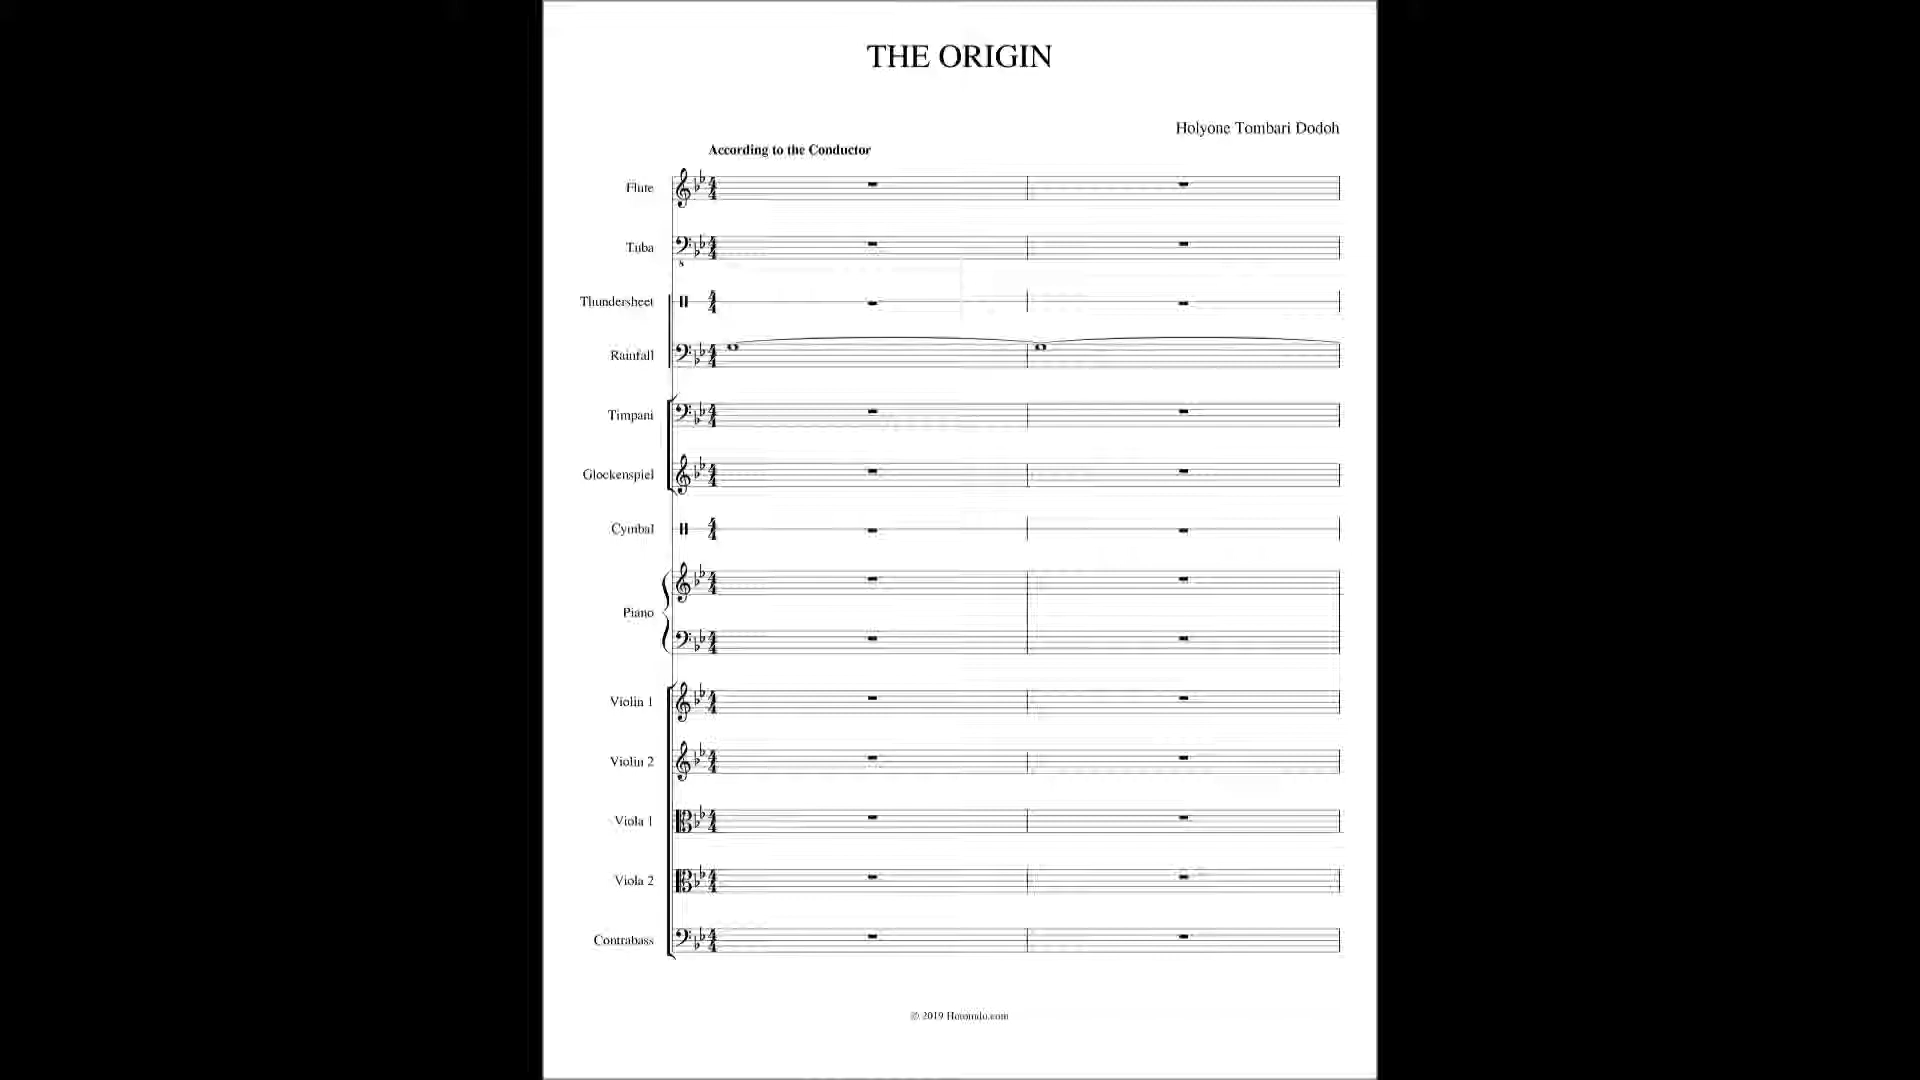 THE ORIGIN
Holyone Tombari Dodoh
According to the Conductor
Flute
Tuba
8
Thundersheet
Rainfall
Timpani
Glockenspiel
Cymbal
Piano
Violin 1
Violin 2
Viola 1
Viola 2
Contrabass
© 2019